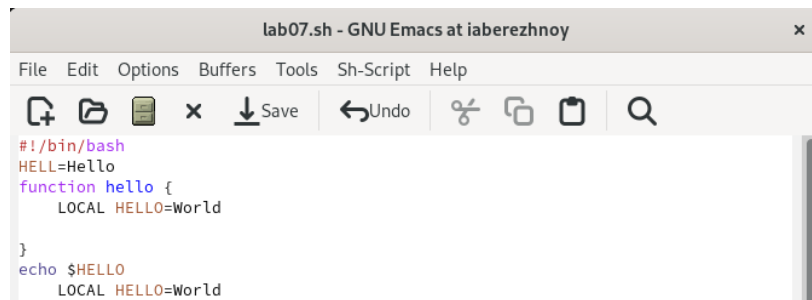 lab07.sh - GNU Emacs at iaberezhnoy
File Edit Options Buffers Tools Sh-Script Help
Save Undo
#!/bin/bash
HELL=Hello
function hello {
    LOCAL HELLO=World
}
echo $HELLO
    LOCAL HELLO=World